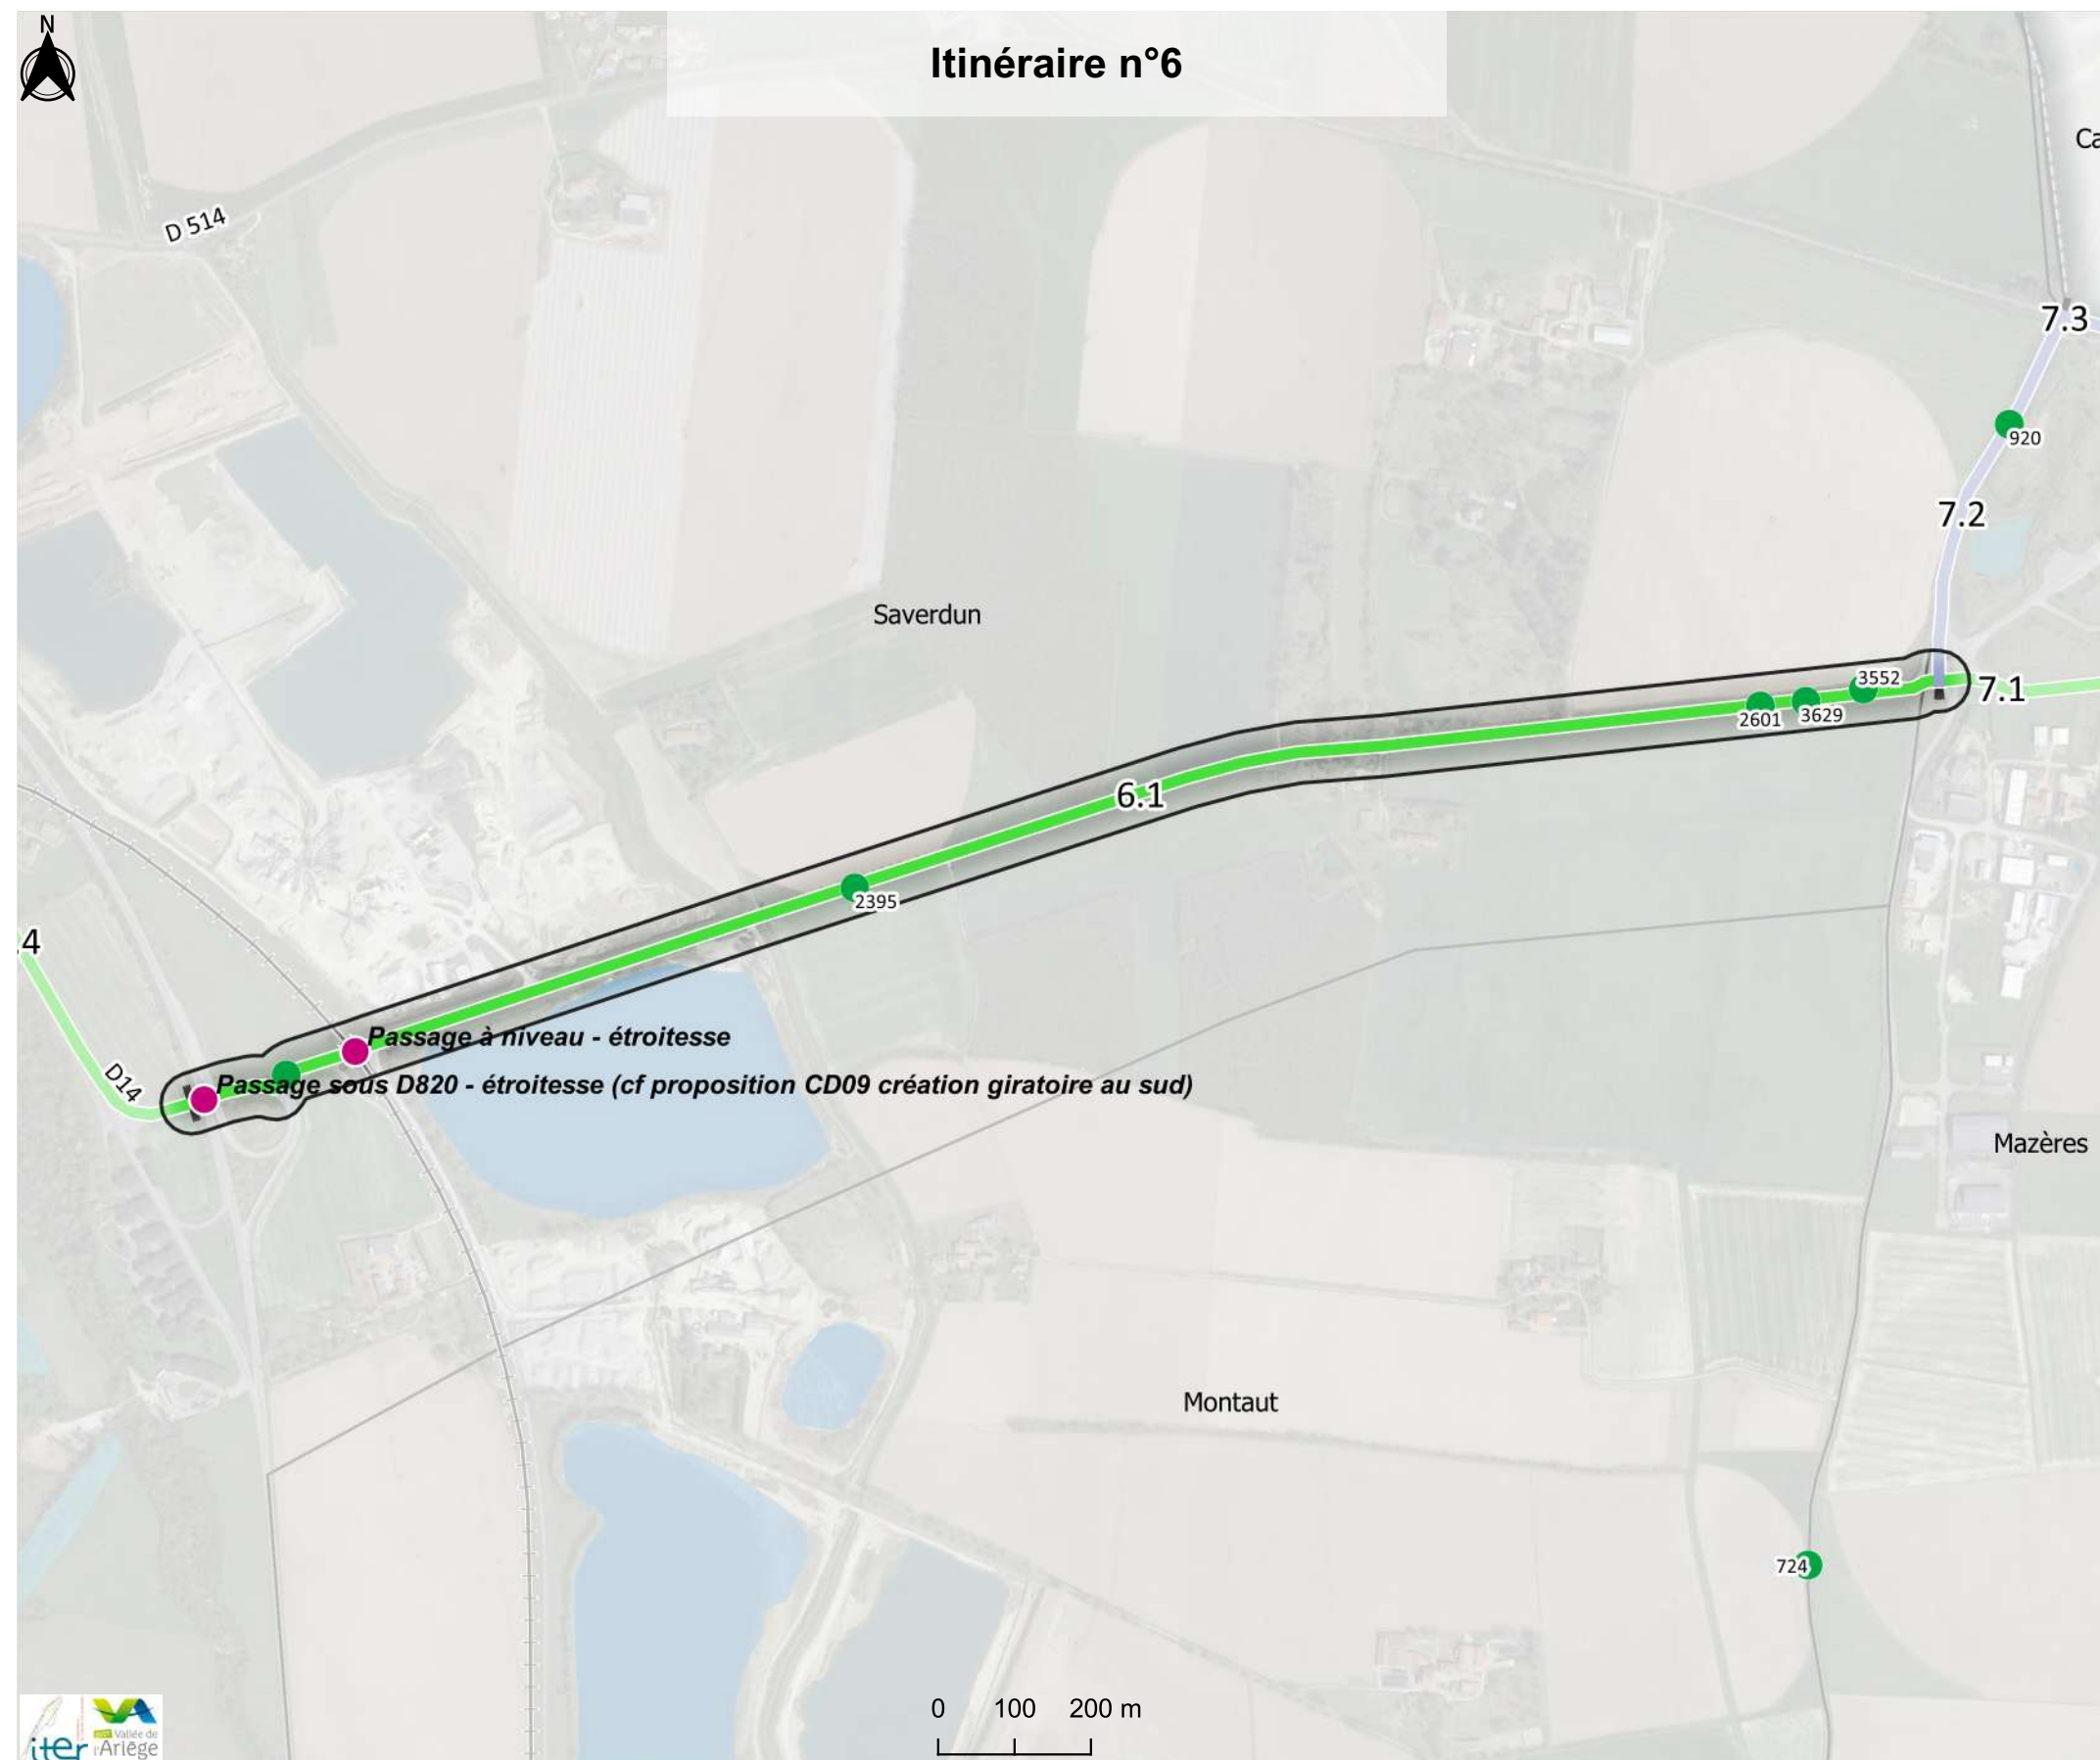 N
Itinéraire n°6
Ca
D 514
7.3
920
7.2
Saverdun
3552
7.1
2601
3629
6.1
2395
.4
Passage à niveau - étroitesse
D14
Passage sous D820 - étroitesse (cf proposition CD09 création giratoire au sud)
Mazères
Montaut
724
0 100 200 m
iter
Vallée de
l'Ariège